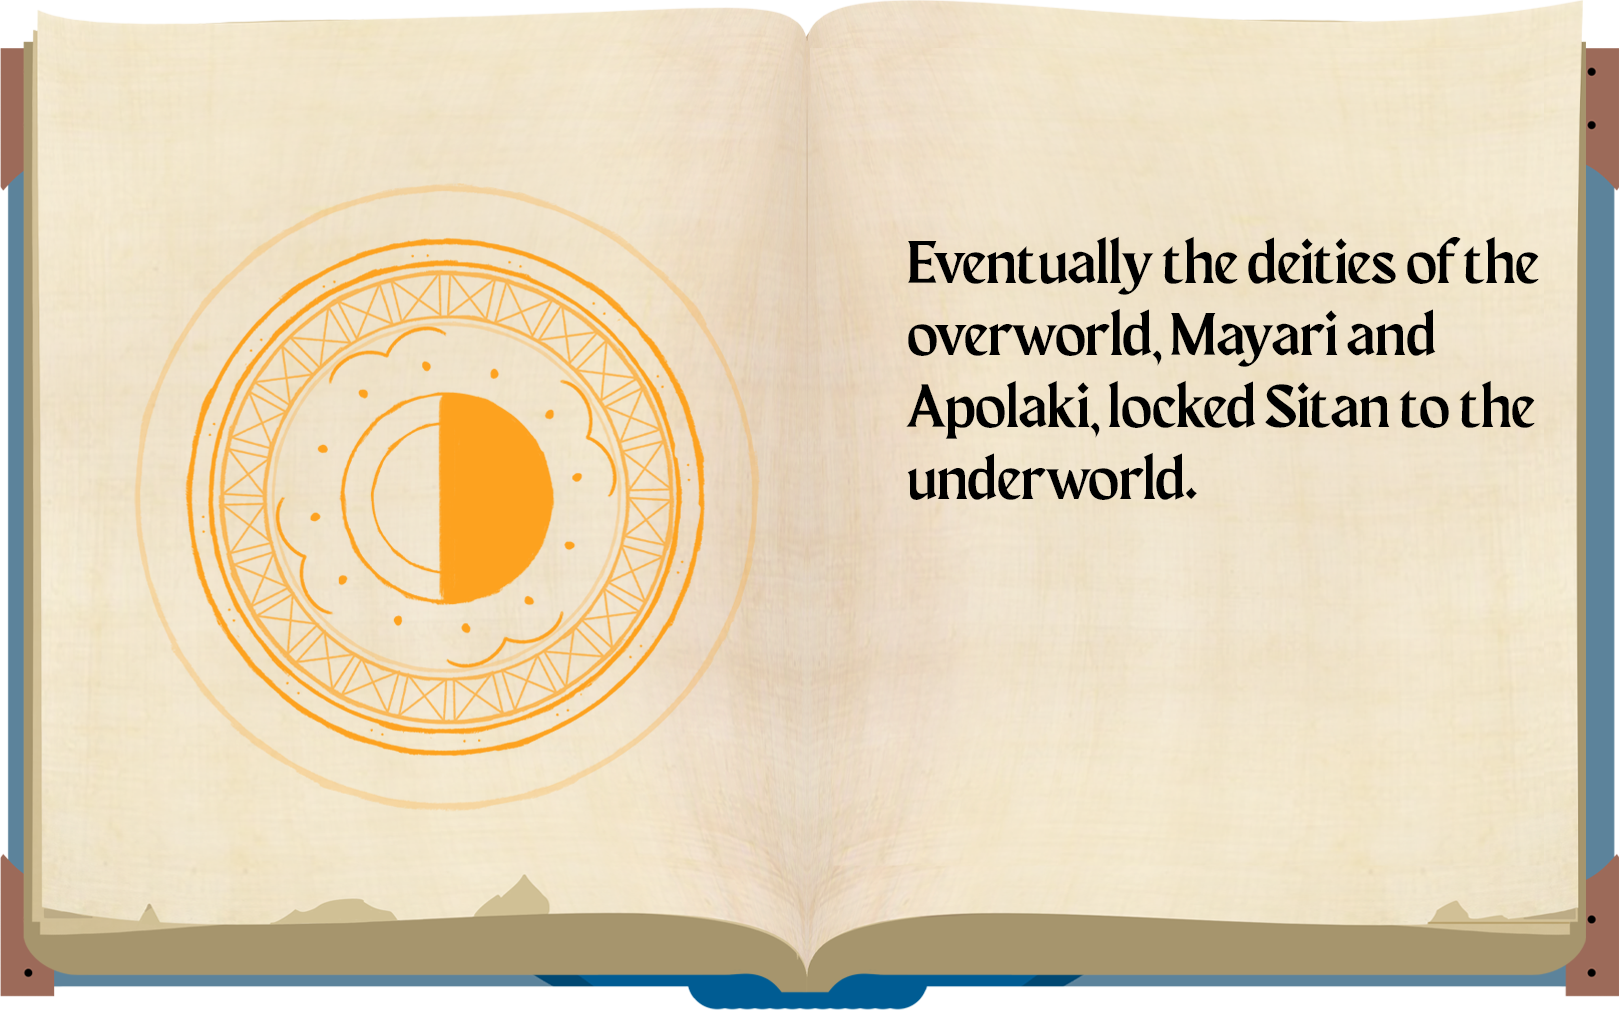 Eventually the deities of the
overworld, Mayari and
Apolaki, locked Sitan to the
underworld.